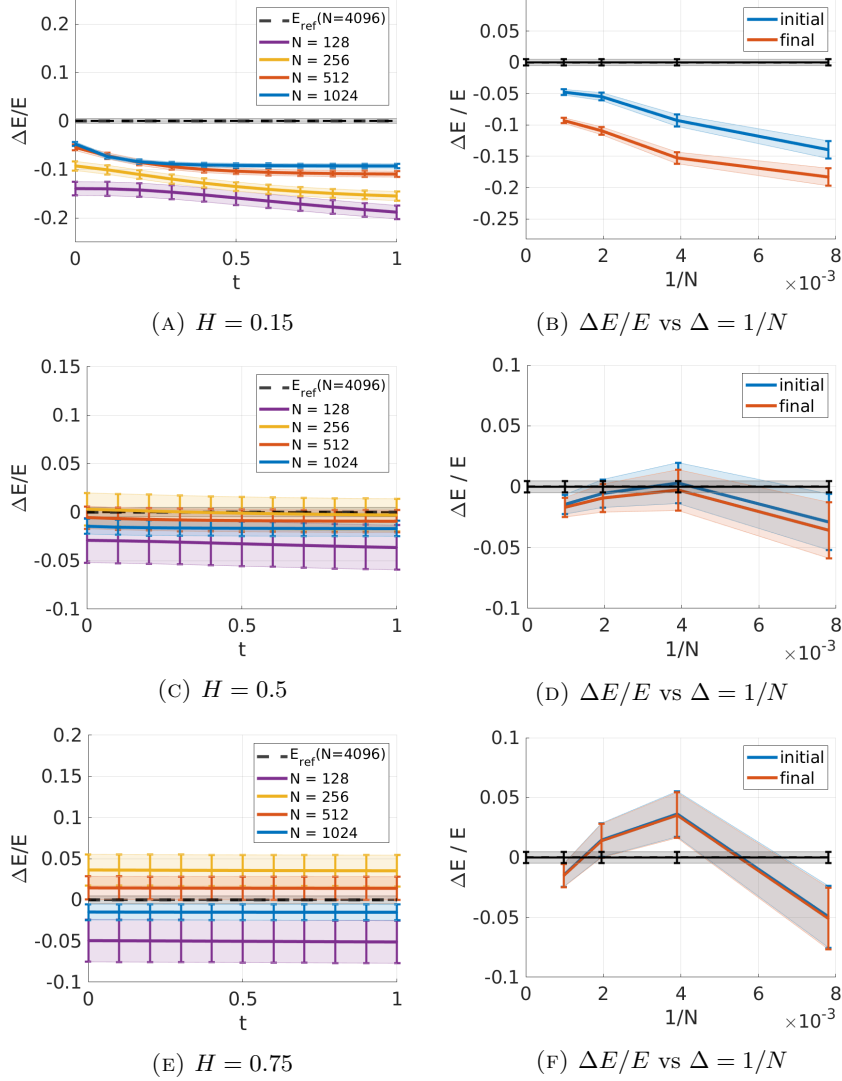 0.2
0.1
0
-0.1
-0.2
ΔE/E
E_ref(N=4096)
N = 128
N = 256
N = 512
N = 1024
0
0.5
1
t
(A) H = 0.15
0.05
0
-0.05
-0.1
-0.15
-0.2
-0.25
ΔE / E
initial
final
0
2
4
6
8
1/N
×10⁻³
(B) ΔE/E vs Δ = 1/N
0.15
0.1
0.05
0
-0.05
-0.1
ΔE/E
E_ref(N=4096)
N = 128
N = 256
N = 512
N = 1024
0
0.5
1
t
(C) H = 0.5
0.1
0.05
0
-0.05
-0.1
ΔE / E
initial
final
0
2
4
6
8
1/N
×10⁻³
(D) ΔE/E vs Δ = 1/N
0.2
0.15
0.1
0.05
0
-0.05
-0.1
ΔE/E
E_ref(N=4096)
N = 128
N = 256
N = 512
N = 1024
0
0.5
1
t
(E) H = 0.75
0.1
0.05
0
-0.05
-0.1
ΔE / E
initial
final
0
2
4
6
8
1/N
×10⁻³
(F) ΔE/E vs Δ = 1/N